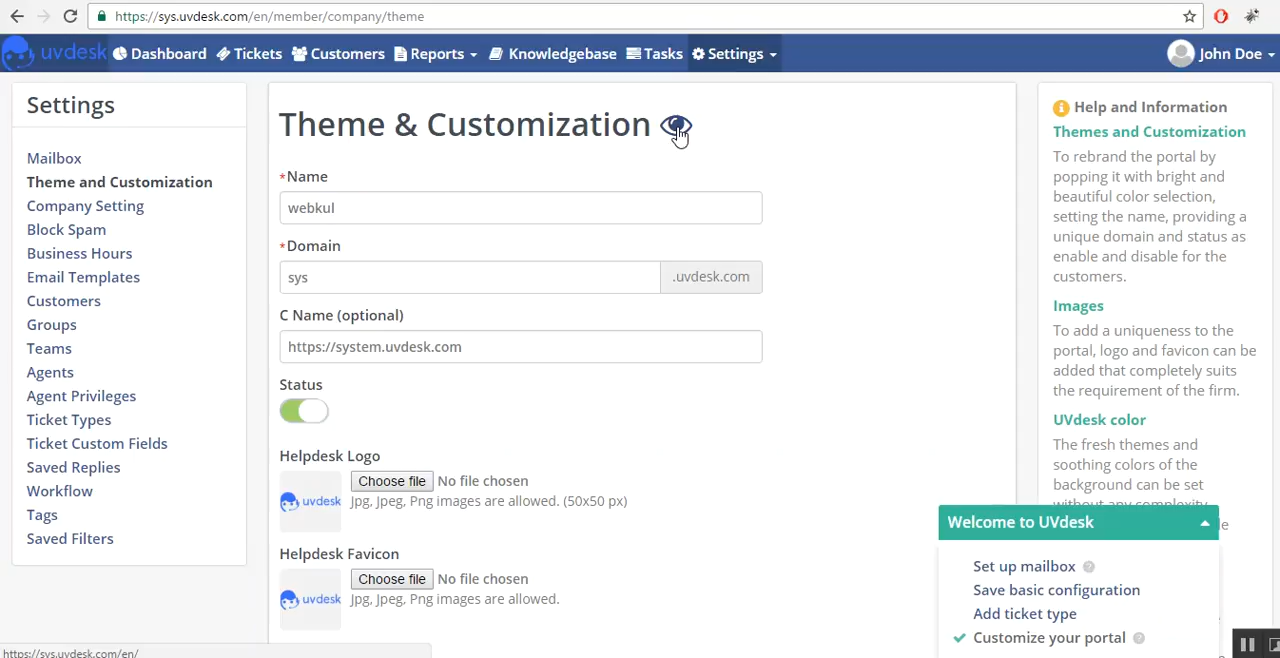 https://sys.uvdesk.com/en/member/company/theme
uvdesk Dashboard Tickets Customers Reports Knowledgebase Tasks Settings John Doe
Settings
Mailbox
Theme and Customization
Company Setting
Block Spam
Business Hours
Email Templates
Customers
Groups
Teams
Agents
Agent Privileges
Ticket Types
Ticket Custom Fields
Saved Replies
Workflow
Tags
Saved Filters
Theme & Customization
*Name
webkul
*Domain
sys .uvdesk.com
C Name (optional)
https://system.uvdesk.com
Status
Helpdesk Logo
uvdesk
Choose file No file chosen
Jpg, Jpeg, Png images are allowed. (50x50 px)
Helpdesk Favicon
uvdesk
Choose file No file chosen
Jpg, Jpeg, Png images are allowed.
Help and Information
Themes and Customization
To rebrand the portal by
popping it with bright and
beautiful color selection,
setting the name, providing a
unique domain and status as
enable and disable for the
customers.
Images
To add a uniqueness to the
portal, logo and favicon can be
added that completely suits
the requirement of the firm.
UVdesk color
The fresh themes and
soothing colors of the
background can be set
without any complexity
Welcome to UVdesk
Set up mailbox
Save basic configuration
Add ticket type
Customize your portal
https://sys.uvdesk.com/en/